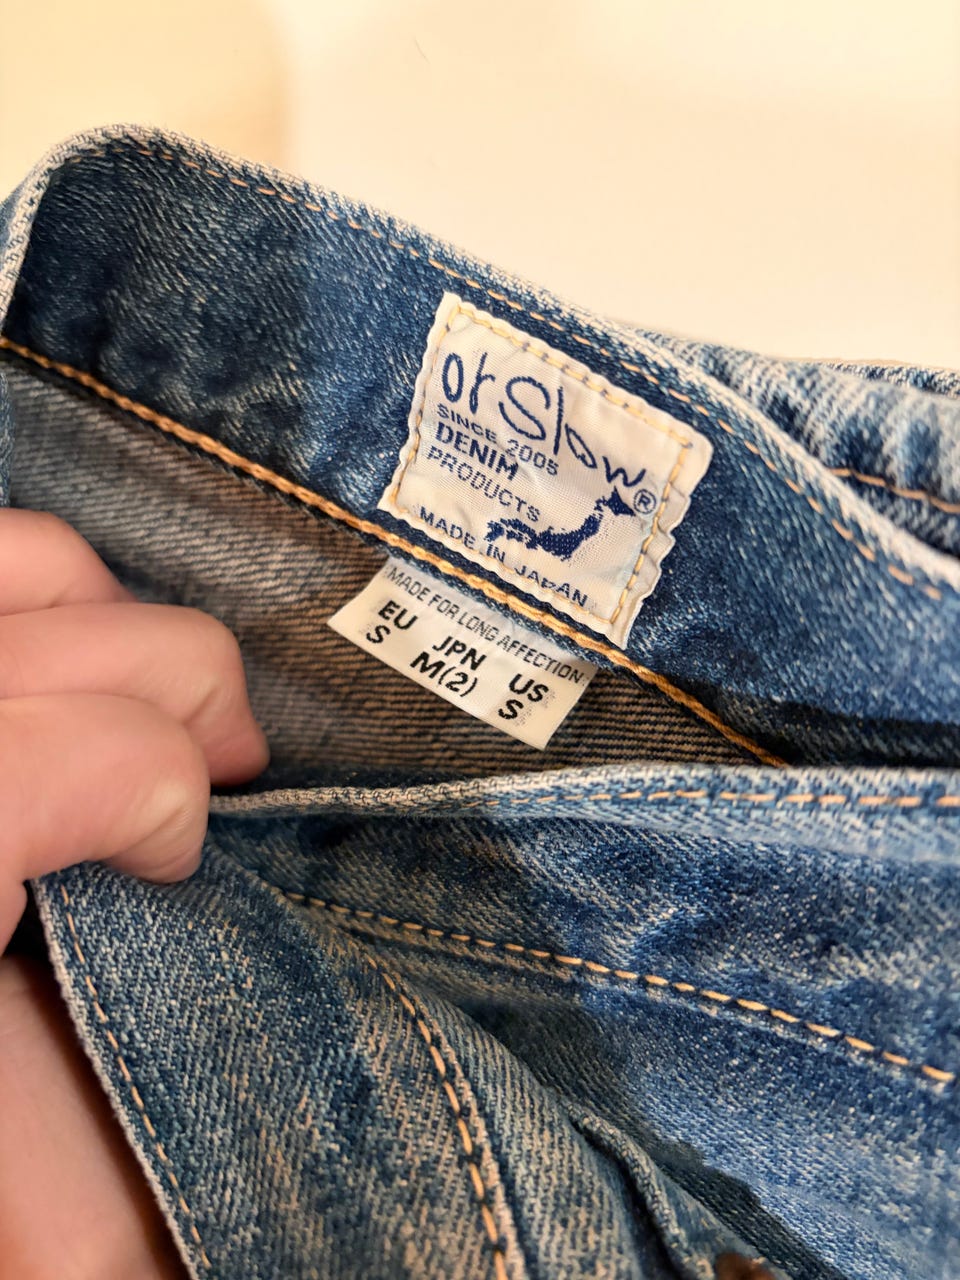 orSlow®
SINCE 2005
DENIM
PRODUCTS
MADE IN JAPAN
MADE FOR LONG AFFECTION
EU JPN US
S M(2) S